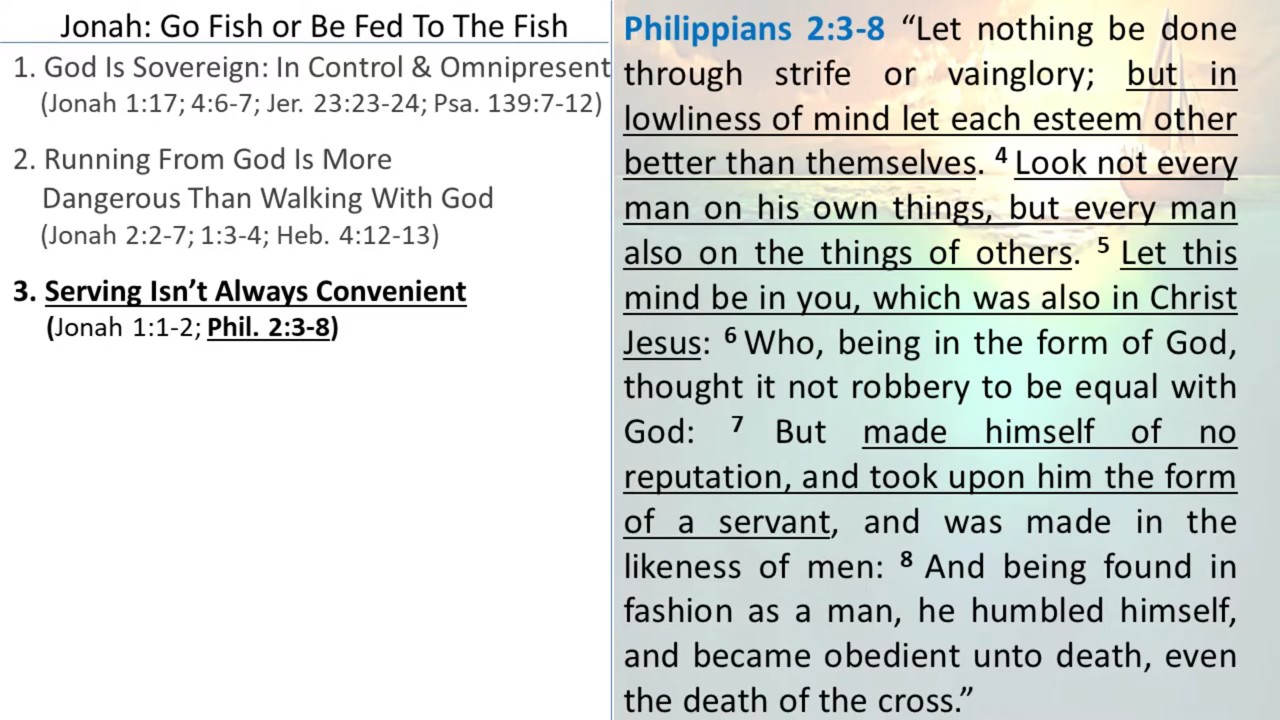 Jonah: Go Fish or Be Fed To The Fish
1. God Is Sovereign: In Control & Omnipresent
(Jonah 1:17; 4:6-7; Jer. 23:23-24; Psa. 139:7-12)
2. Running From God Is More
Dangerous Than Walking With God
(Jonah 2:2-7; 1:3-4; Heb. 4:12-13)
3. Serving Isn’t Always Convenient
(Jonah 1:1-2; Phil. 2:3-8)
Philippians 2:3-8 “Let nothing be done
through strife or vainglory; but in
lowliness of mind let each esteem other
better than themselves. 4 Look not every
man on his own things, but every man
also on the things of others. 5 Let this
mind be in you, which was also in Christ
Jesus: 6 Who, being in the form of God,
thought it not robbery to be equal with
God: 7 But made himself of no
reputation, and took upon him the form
of a servant, and was made in the
likeness of men: 8 And being found in
fashion as a man, he humbled himself,
and became obedient unto death, even
the death of the cross.”